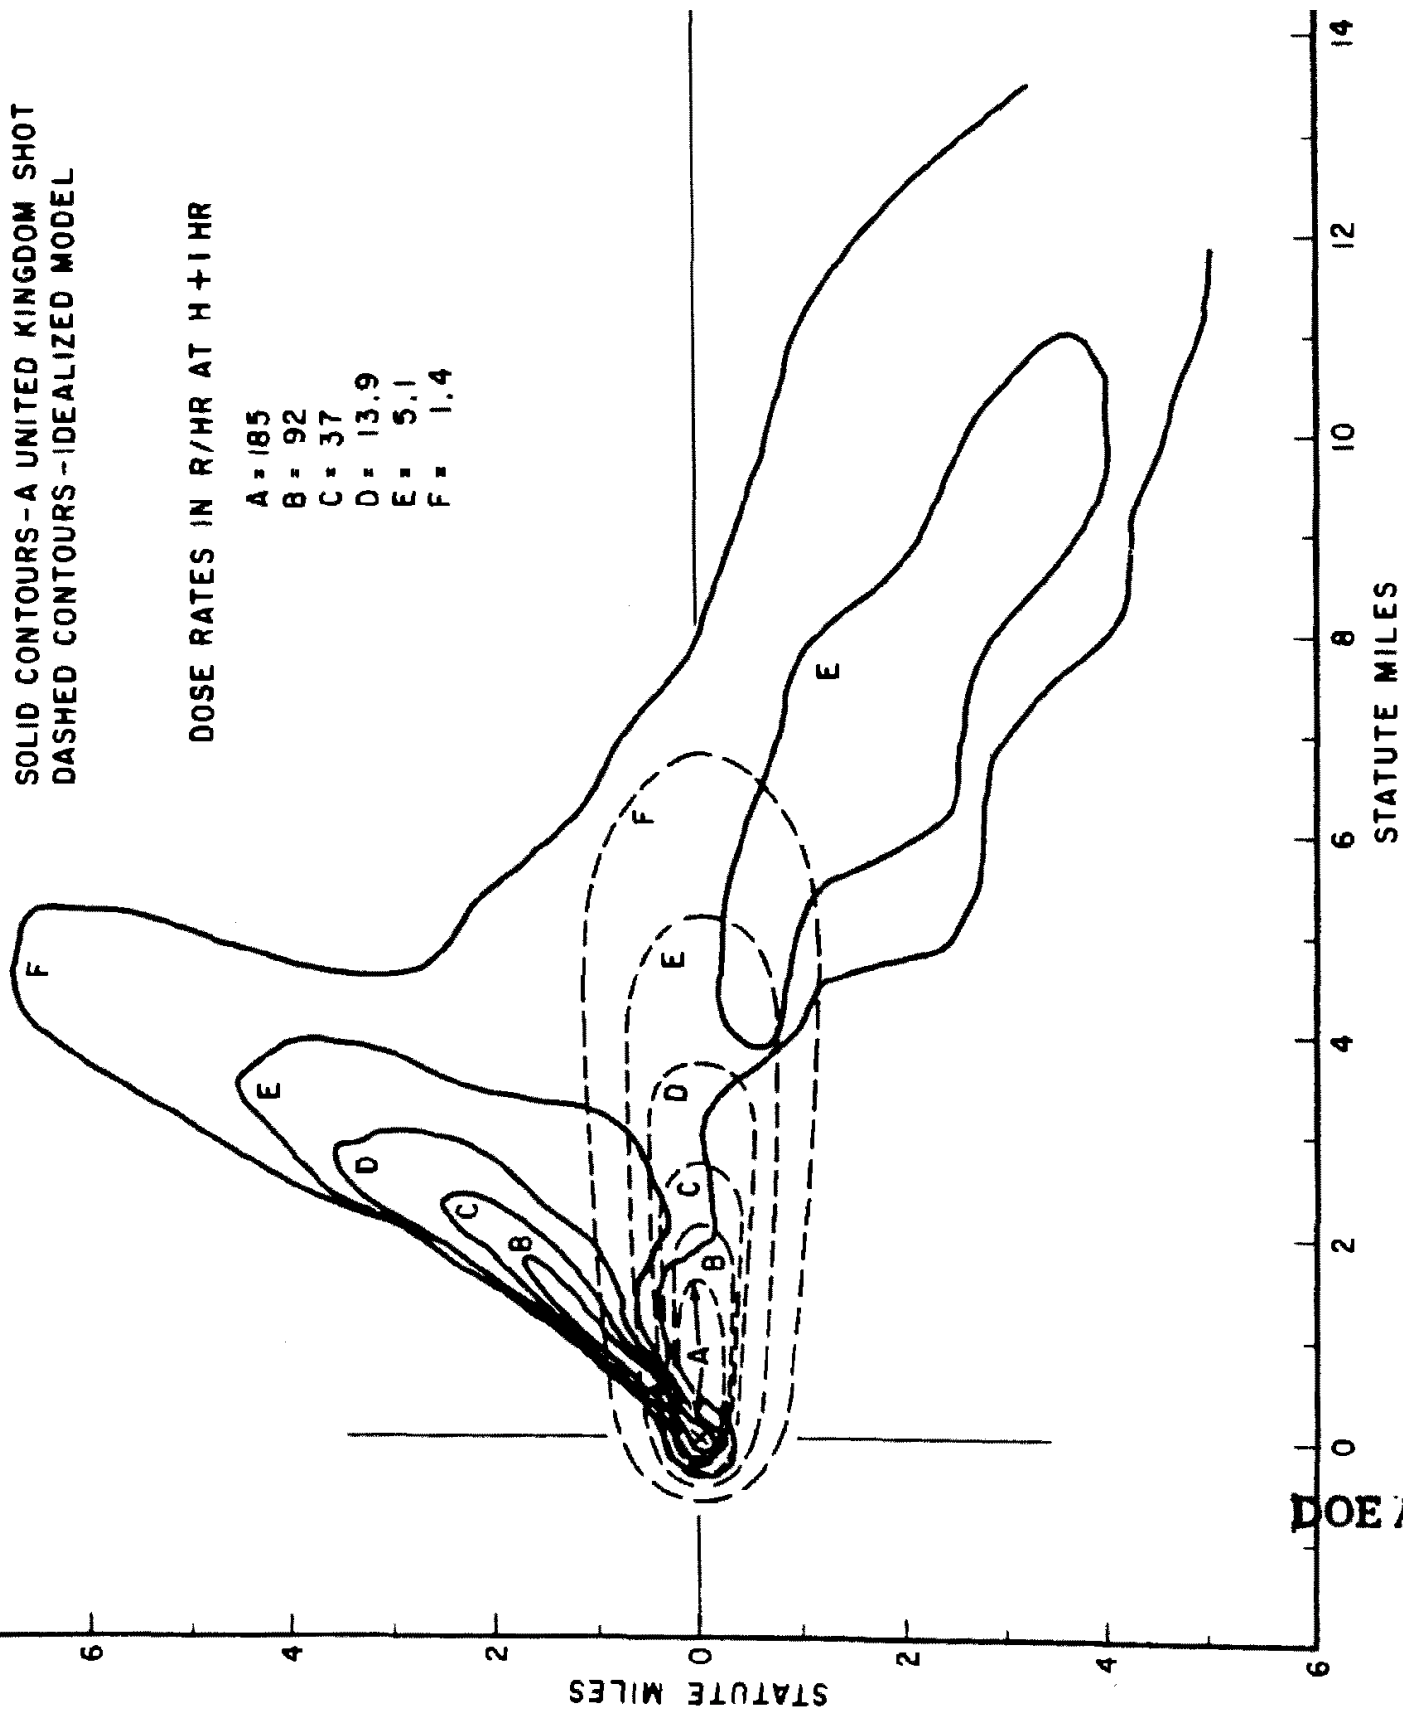 SOLID CONTOURS-A UNITED KINGDOM SHOT
DASHED CONTOURS-IDEALIZED MODEL
DOSE RATES IN R/HR AT H+1 HR
A = 185
B = 92
C = 37
D = 13.9
E = 5.1
F = 1.4
F
E
D
C
B
F
E
D
C
B
A
E
STATUTE MILES
6
4
2
0
2
4
6
0
2
4
6
8
10
12
14
STATUTE MILES
DOE